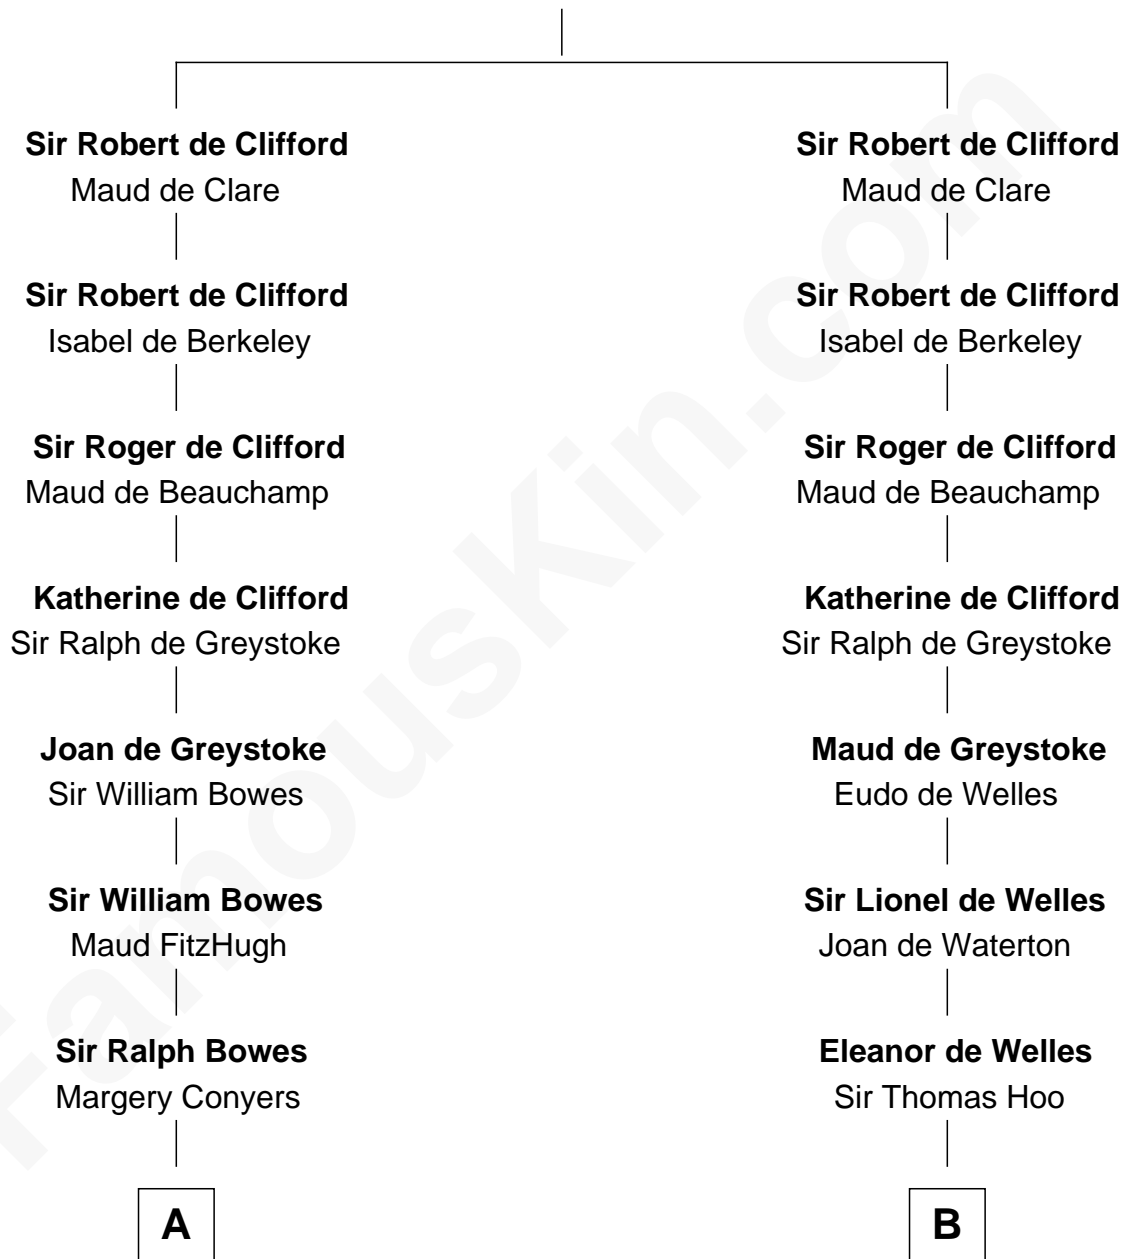 Sir Robert de Clifford
Maud de Clare
Sir Robert de Clifford
Isabel de Berkeley
Sir Roger de Clifford
Maud de Beauchamp
Katherine de Clifford
Sir Ralph de Greystoke
Joan de Greystoke
Sir William Bowes
Sir William Bowes
Maud FitzHugh
Sir Ralph Bowes
Margery Conyers
A
Sir Robert de Clifford
Maud de Clare
Sir Robert de Clifford
Isabel de Berkeley
Sir Roger de Clifford
Maud de Beauchamp
Katherine de Clifford
Sir Ralph de Greystoke
Maud de Greystoke
Eudo de Welles
Sir Lionel de Welles
Joan de Waterton
Eleanor de Welles
Sir Thomas Hoo
B
FamousKin.com